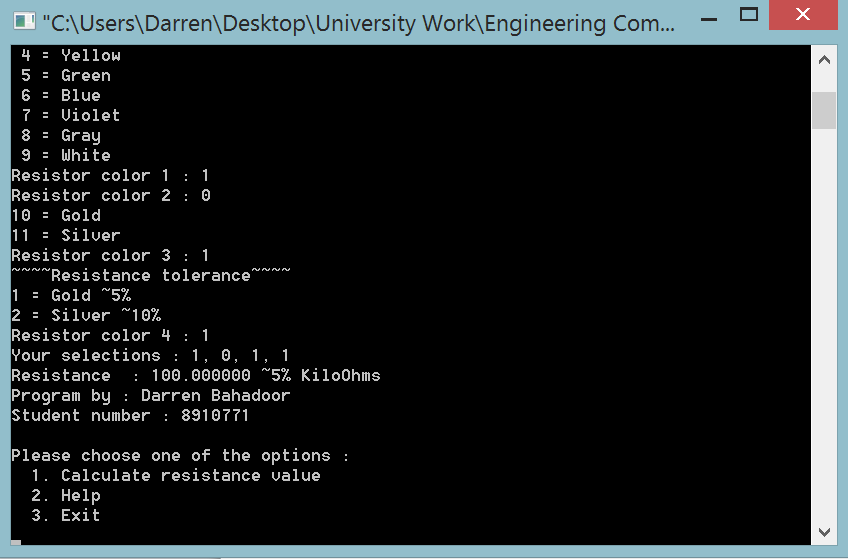 "C:\Users\Darren\Desktop\University Work\Engineering Com...
4 = Yellow
5 = Green
6 = Blue
7 = Violet
8 = Gray
9 = White
Resistor color 1 : 1
Resistor color 2 : 0
10 = Gold
11 = Silver
Resistor color 3 : 1
~~~~Resistance tolerance~~~~
1 = Gold ~5%
2 = Silver ~10%
Resistor color 4 : 1
Your selections : 1, 0, 1, 1
Resistance  : 100.000000 ~5% KiloOhms
Program by : Darren Bahadoor
Student number : 8910771
Please choose one of the options :
1. Calculate resistance value
2. Help
3. Exit